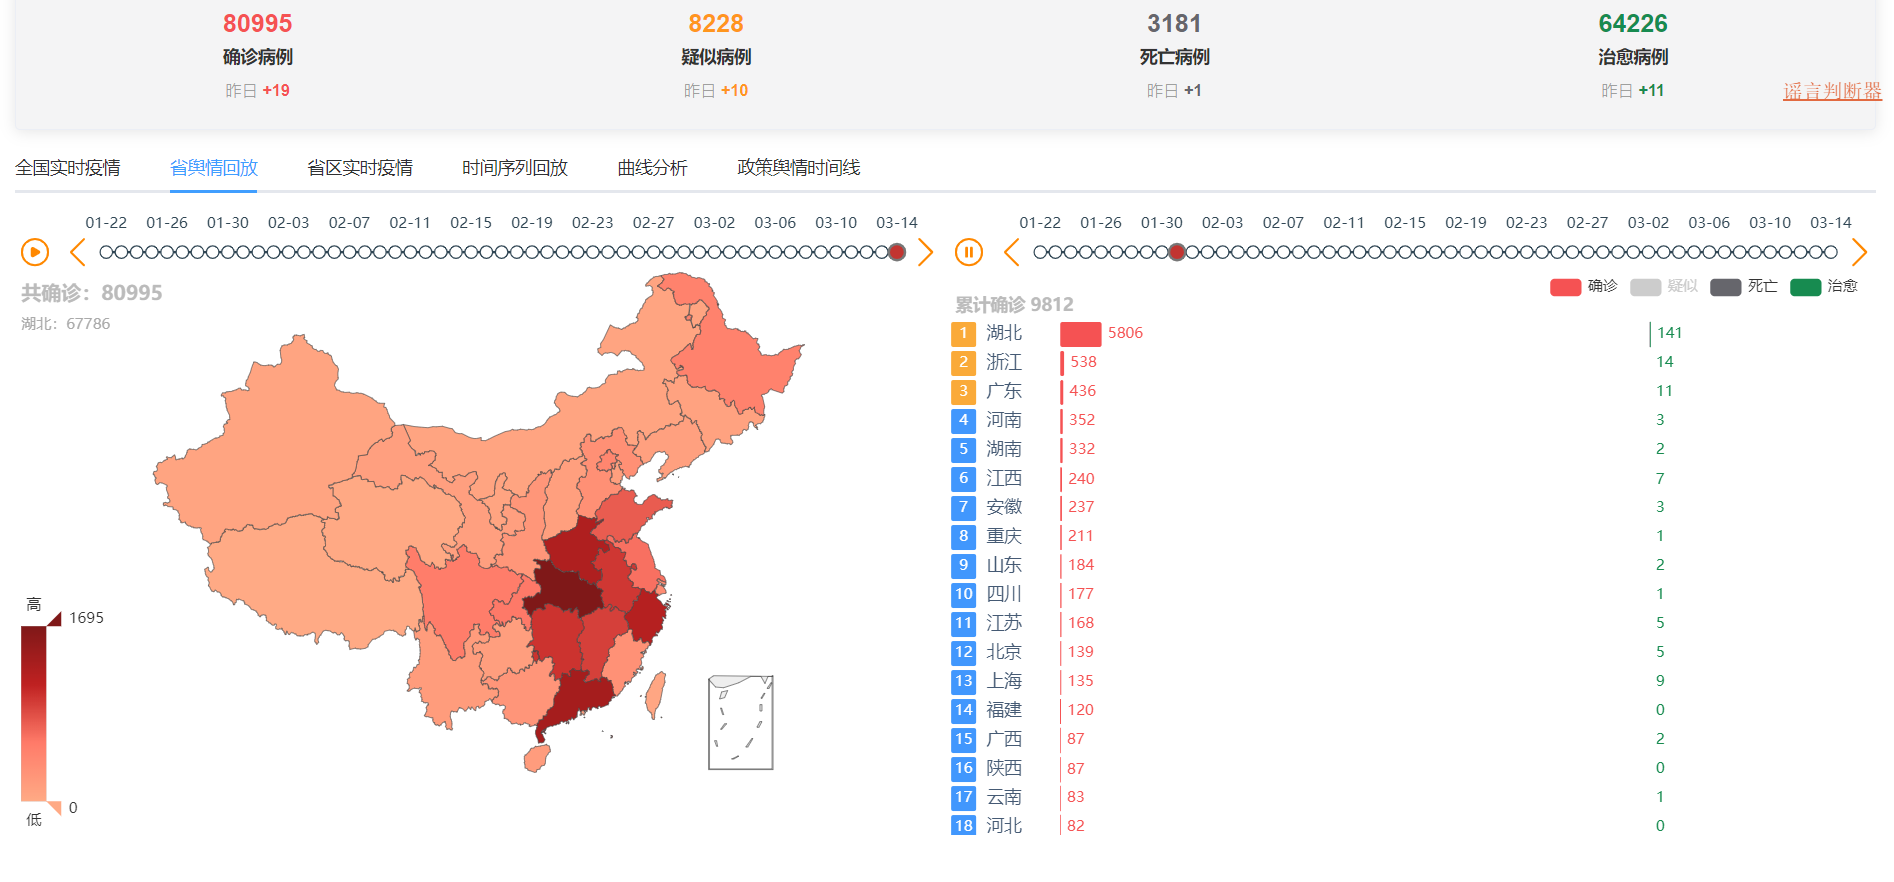 80995 8228 3181 64226
确诊病例 疑似病例 死亡病例 治愈病例
昨日 +19 昨日 +10 昨日 +1 昨日 +11
谣言判断器
全国实时疫情 省舆情回放 省区实时疫情 时间序列回放 曲线分析 政策舆情时间线
01-22 01-26 01-30 02-03 02-07 02-11 02-15 02-19 02-23 02-27 03-02 03-06 03-10 03-14
共确诊：80995
湖北：67786
高
1695
0
低
01-22 01-26 01-30 02-03 02-07 02-11 02-15 02-19 02-23 02-27 03-02 03-06 03-10 03-14
确诊 疑似 死亡 治愈
累计确诊 9812
1 湖北 5806 141
2 浙江 538 14
3 广东 436 11
4 河南 352 3
5 湖南 332 2
6 江西 240 7
7 安徽 237 3
8 重庆 211 1
9 山东 184 2
10 四川 177 1
11 江苏 168 5
12 北京 139 5
13 上海 135 9
14 福建 120 0
15 广西 87 2
16 陕西 87 0
17 云南 83 1
18 河北 82 0